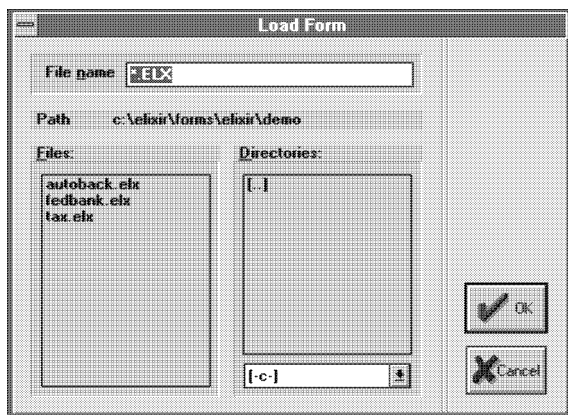 Load Form
File name *.ELX
Path c:\elixir\forms\elixir\demo
Files:
autoback.elx
fedbank.elx
tax.elx
Directories:
[..]
[-c-]
OK
Cancel